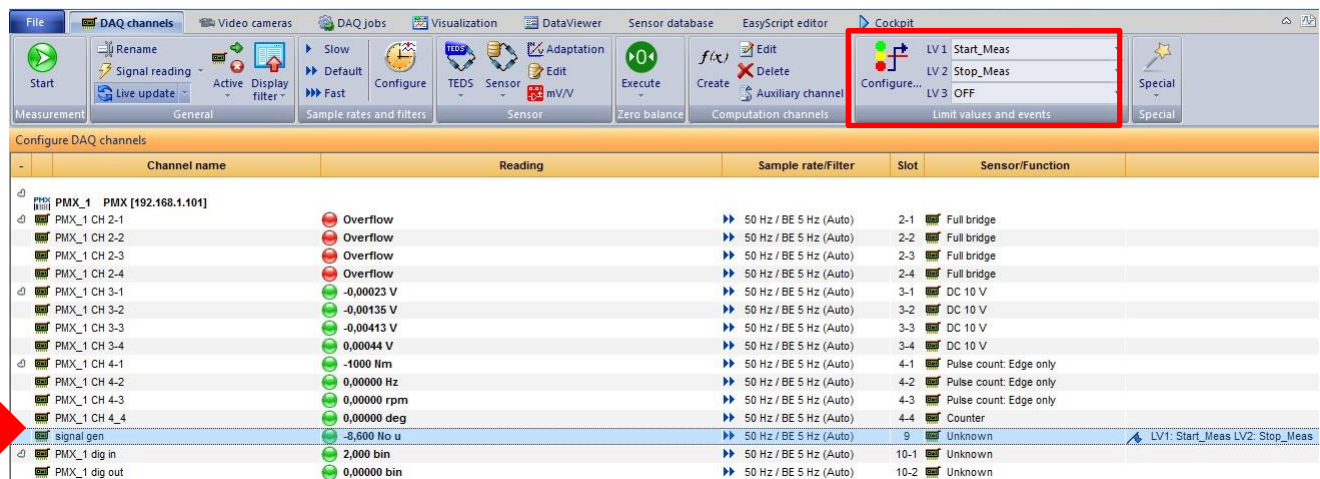 File DAQ channels Video cameras DAQ jobs Visualization DataViewer Sensor database EasyScript editor Cockpit
Start
Rename
Signal reading
Live update
Active
Display filter
Slow
Default
Fast
Configure
TEDS
TEDS
Sensor
Adaptation
Edit
mV/V
0
Execute
f(x)
Create
Edit
Delete
Auxiliary channel
Configure...
LV 1 Start_Meas
LV 2 Stop_Meas
LV 3 OFF
Special
Measurement General Sample rates and filters Sensor Zero balance Computation channels Limit values and events Special
Configure DAQ channels
- Channel name Reading Sample rate/Filter Slot Sensor/Function
PMX PMX_1 PMX [192.168.1.101]
PMX_1 CH 2-1 Overflow 50 Hz / BE 5 Hz (Auto) 2-1 Full bridge
PMX_1 CH 2-2 Overflow 50 Hz / BE 5 Hz (Auto) 2-2 Full bridge
PMX_1 CH 2-3 Overflow 50 Hz / BE 5 Hz (Auto) 2-3 Full bridge
PMX_1 CH 2-4 Overflow 50 Hz / BE 5 Hz (Auto) 2-4 Full bridge
PMX_1 CH 3-1 -0,00023 V 50 Hz / BE 5 Hz (Auto) 3-1 DC 10 V
PMX_1 CH 3-2 -0,00135 V 50 Hz / BE 5 Hz (Auto) 3-2 DC 10 V
PMX_1 CH 3-3 -0,00413 V 50 Hz / BE 5 Hz (Auto) 3-3 DC 10 V
PMX_1 CH 3-4 0,00044 V 50 Hz / BE 5 Hz (Auto) 3-4 DC 10 V
PMX_1 CH 4-1 -1000 Nm 50 Hz / BE 5 Hz (Auto) 4-1 Pulse count: Edge only
PMX_1 CH 4-2 0,00000 Hz 50 Hz / BE 5 Hz (Auto) 4-2 Pulse count: Edge only
PMX_1 CH 4-3 0,00000 rpm 50 Hz / BE 5 Hz (Auto) 4-3 Pulse count: Edge only
PMX_1 CH 4_4 0,00000 deg 50 Hz / BE 5 Hz (Auto) 4-4 Counter
signal gen -8,600 No u 50 Hz / BE 5 Hz (Auto) 9 Unknown LV1: Start_Meas LV2: Stop_Meas
PMX_1 dig in 2,000 bin 50 Hz / BE 5 Hz (Auto) 10-1 Unknown
PMX_1 dig out 0,00000 bin 50 Hz / BE 5 Hz (Auto) 10-2 Unknown